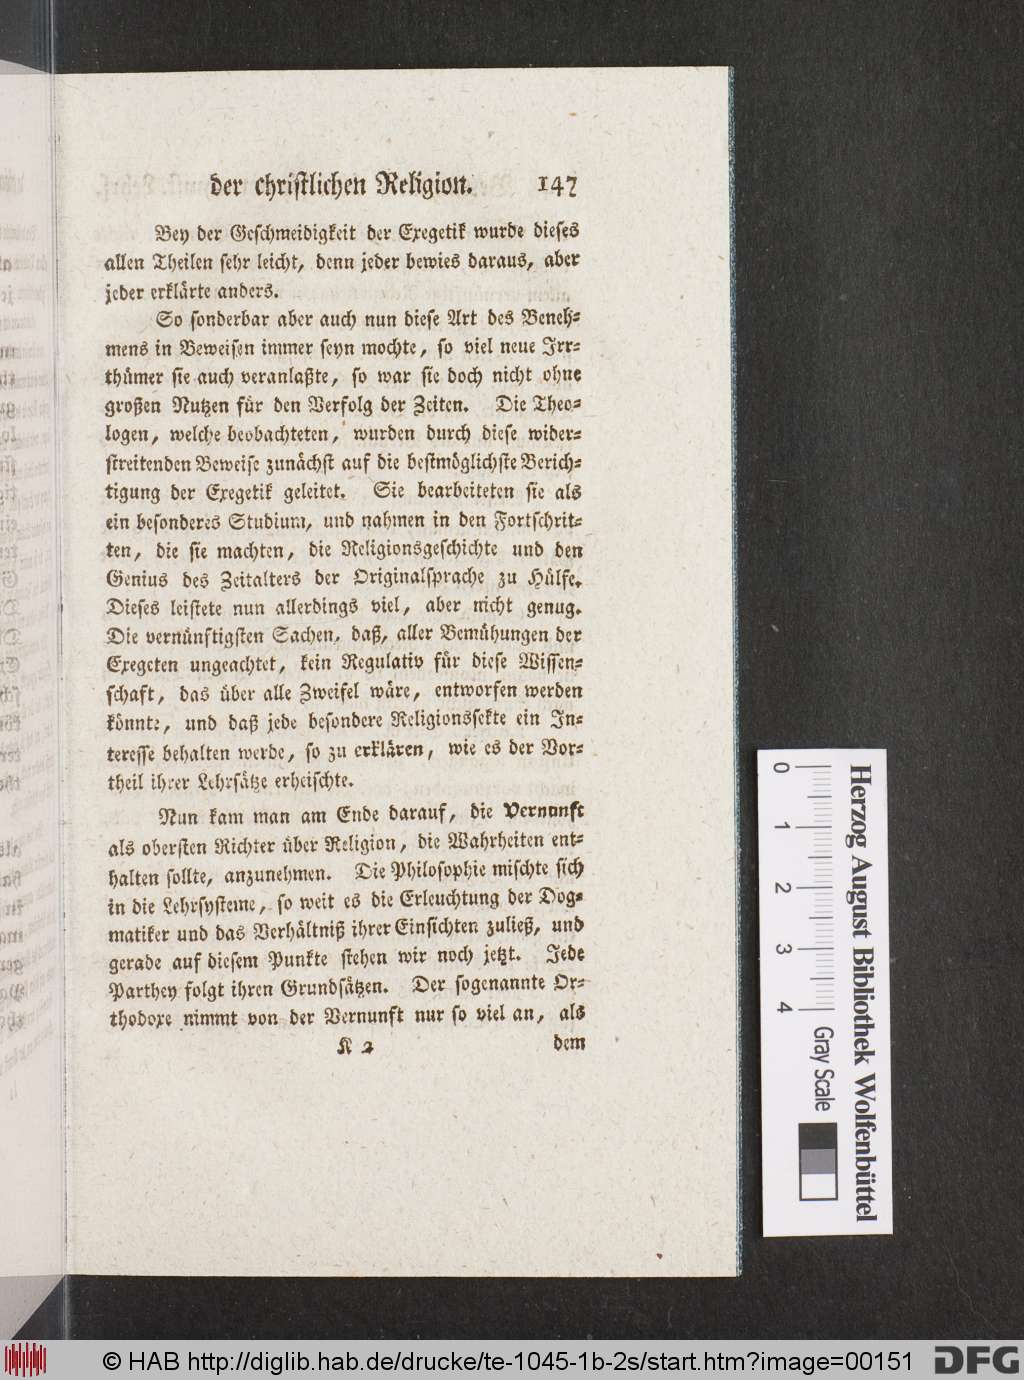 der christlichen Religion. 147
Bey der Geschmeidigkeit der Exegetik wurde dieses
allen Theilen sehr leicht, denn jeder bewies daraus, aber
jeder erklärte anders.
So sonderbar aber auch nun diese Art des Beneh=
mens in Beweisen immer seyn mochte, so viel neue Irr=
thümer sie auch veranlaßte, so war sie doch nicht ohne
großen Nutzen für den Verfolg der Zeiten. Die Theo=
logen, welche beobachteten, wurden durch diese wider=
streitenden Beweise zunächst auf die bestmöglichste Berich=
tigung der Exegetik geleitet. Sie bearbeiteten sie als
ein besonderes Studium, und nahmen in den Fortschrit=
ten, die sie machten, die Religionsgeschichte und den
Genius des Zeitalters der Originalsprache zu Hülfe.
Dieses leistete nun allerdings viel, aber nicht genug.
Die vernünftigsten Sachen, daß, aller Bemühungen der
Exegeten ungeachtet, kein Regulativ für diese Wissen=
schaft, das über alle Zweifel wäre, entworfen werden
könnte, und daß jede besondere Religionssekte ein In=
teresse behalten werde, so zu erklären, wie es der Vor=
theil ihrer Lehrsätze erheischte.
Nun kam man am Ende darauf, die Vernunft
als obersten Richter über Religion, die Wahrheiten ent=
halten sollte, anzunehmen. Die Philosophie mischte sich
in die Lehrsysteme, so weit es die Erleuchtung der Dog=
matiker und das Verhältniß ihrer Einsichten zuließ, und
gerade auf diesem Punkte stehen wir noch jetzt. Jede
Parthey folgt ihren Grundsätzen. Der sogenannte Or=
thodoxe nimmt von der Vernunft nur so viel an, als
K 2 dem
0 1 2 3 4 Gray Scale
Herzog August Bibliothek Wolfenbüttel
© HAB http://diglib.hab.de/drucke/te-1045-1b-2s/start.htm?image=00151 DFG